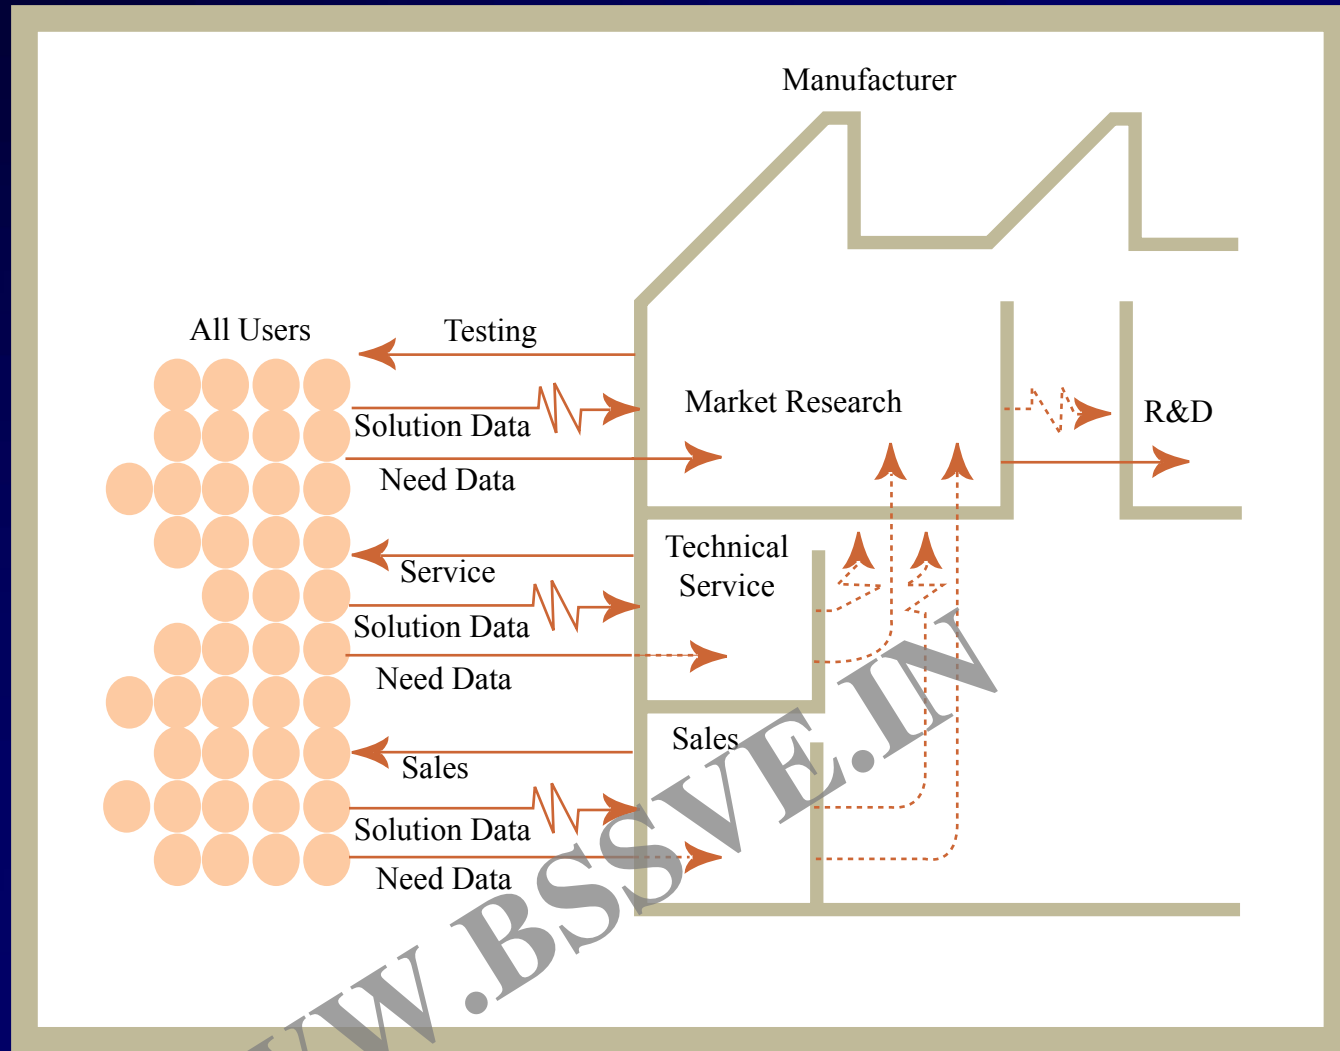 Manufacturer
All Users
Testing
Solution Data
Need Data
Market Research
R&D
Service
Solution Data
Need Data
Technical
Service
Sales
Solution Data
Need Data
Sales
W.BSSVE.IN